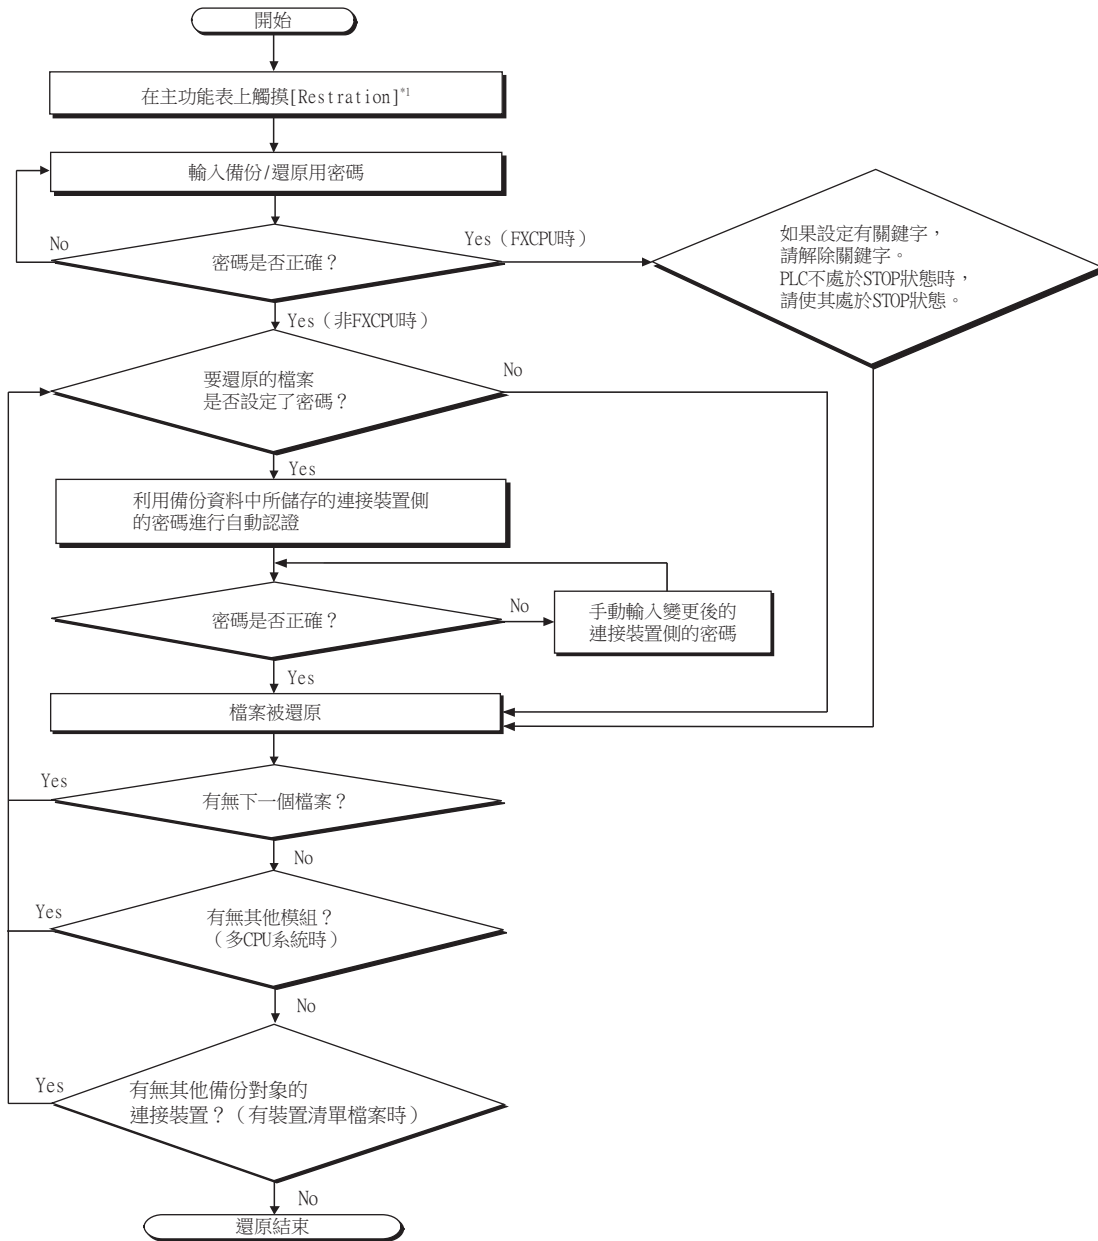 開始
在主功能表上觸摸[Restration]*1
輸入備份/還原用密碼
No
密碼是否正確？
Yes（FXCPU時）
如果設定有關鍵字，
請解除關鍵字。
PLC不處於STOP狀態時，
請使其處於STOP狀態。
Yes（非FXCPU時）
要還原的檔案
是否設定了密碼？
No
Yes
利用備份資料中所儲存的連接裝置側
的密碼進行自動認證
密碼是否正確？
No
手動輸入變更後的
連接裝置側的密碼
Yes
檔案被還原
Yes
有無下一個檔案？
No
Yes
有無其他模組？
（多CPU系統時）
No
Yes
有無其他備份對象的
連接裝置？（有裝置清單檔案時）
No
還原結束